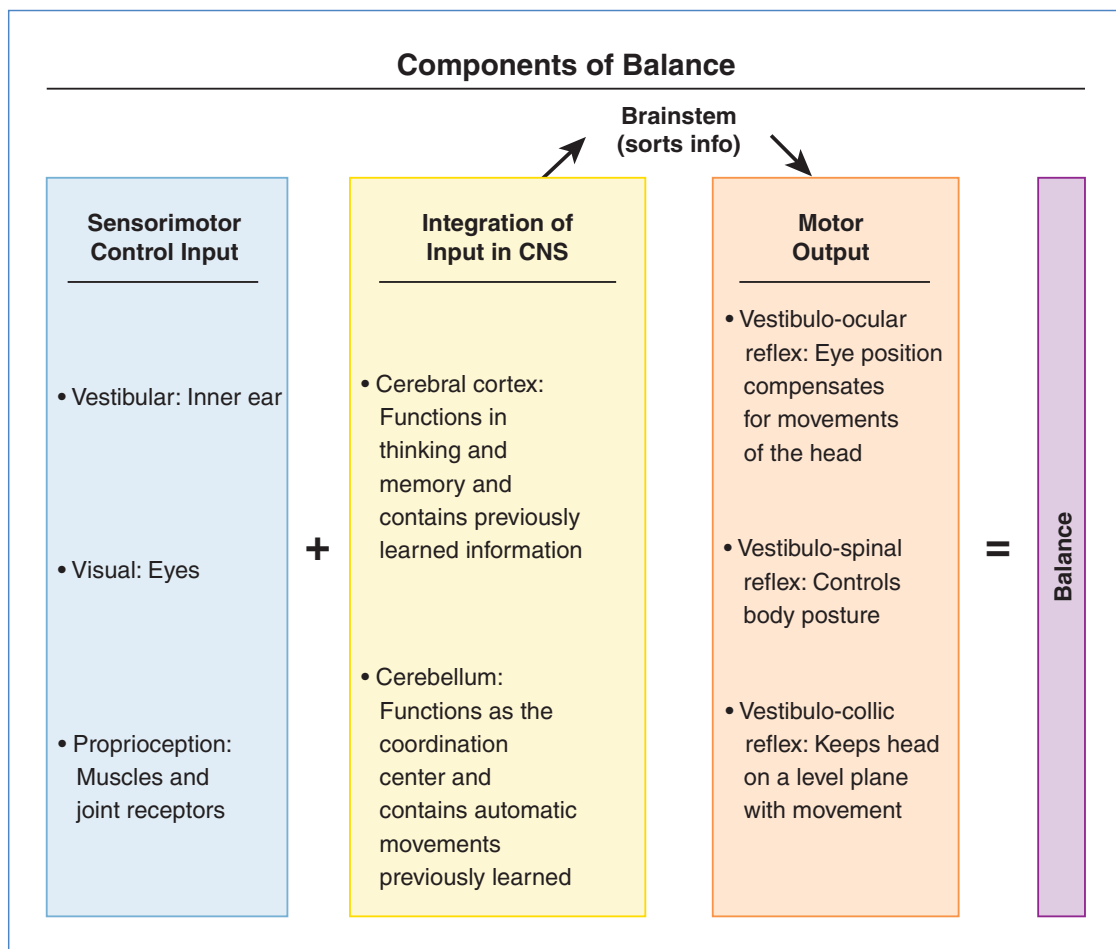 Components of Balance
Brainstem
(sorts info)
Sensorimotor
Control Input
• Vestibular: Inner ear
• Visual: Eyes
• Proprioception:
Muscles and
joint receptors
+
Integration of
Input in CNS
• Cerebral cortex:
Functions in
thinking and
memory and
contains previously
learned information
• Cerebellum:
Functions as the
coordination
center and
contains automatic
movements
previously learned
Motor
Output
• Vestibulo-ocular
reflex: Eye position
compensates
for movements
of the head
• Vestibulo-spinal
reflex: Controls
body posture
• Vestibulo-collic
reflex: Keeps head
on a level plane
with movement
=
Balance